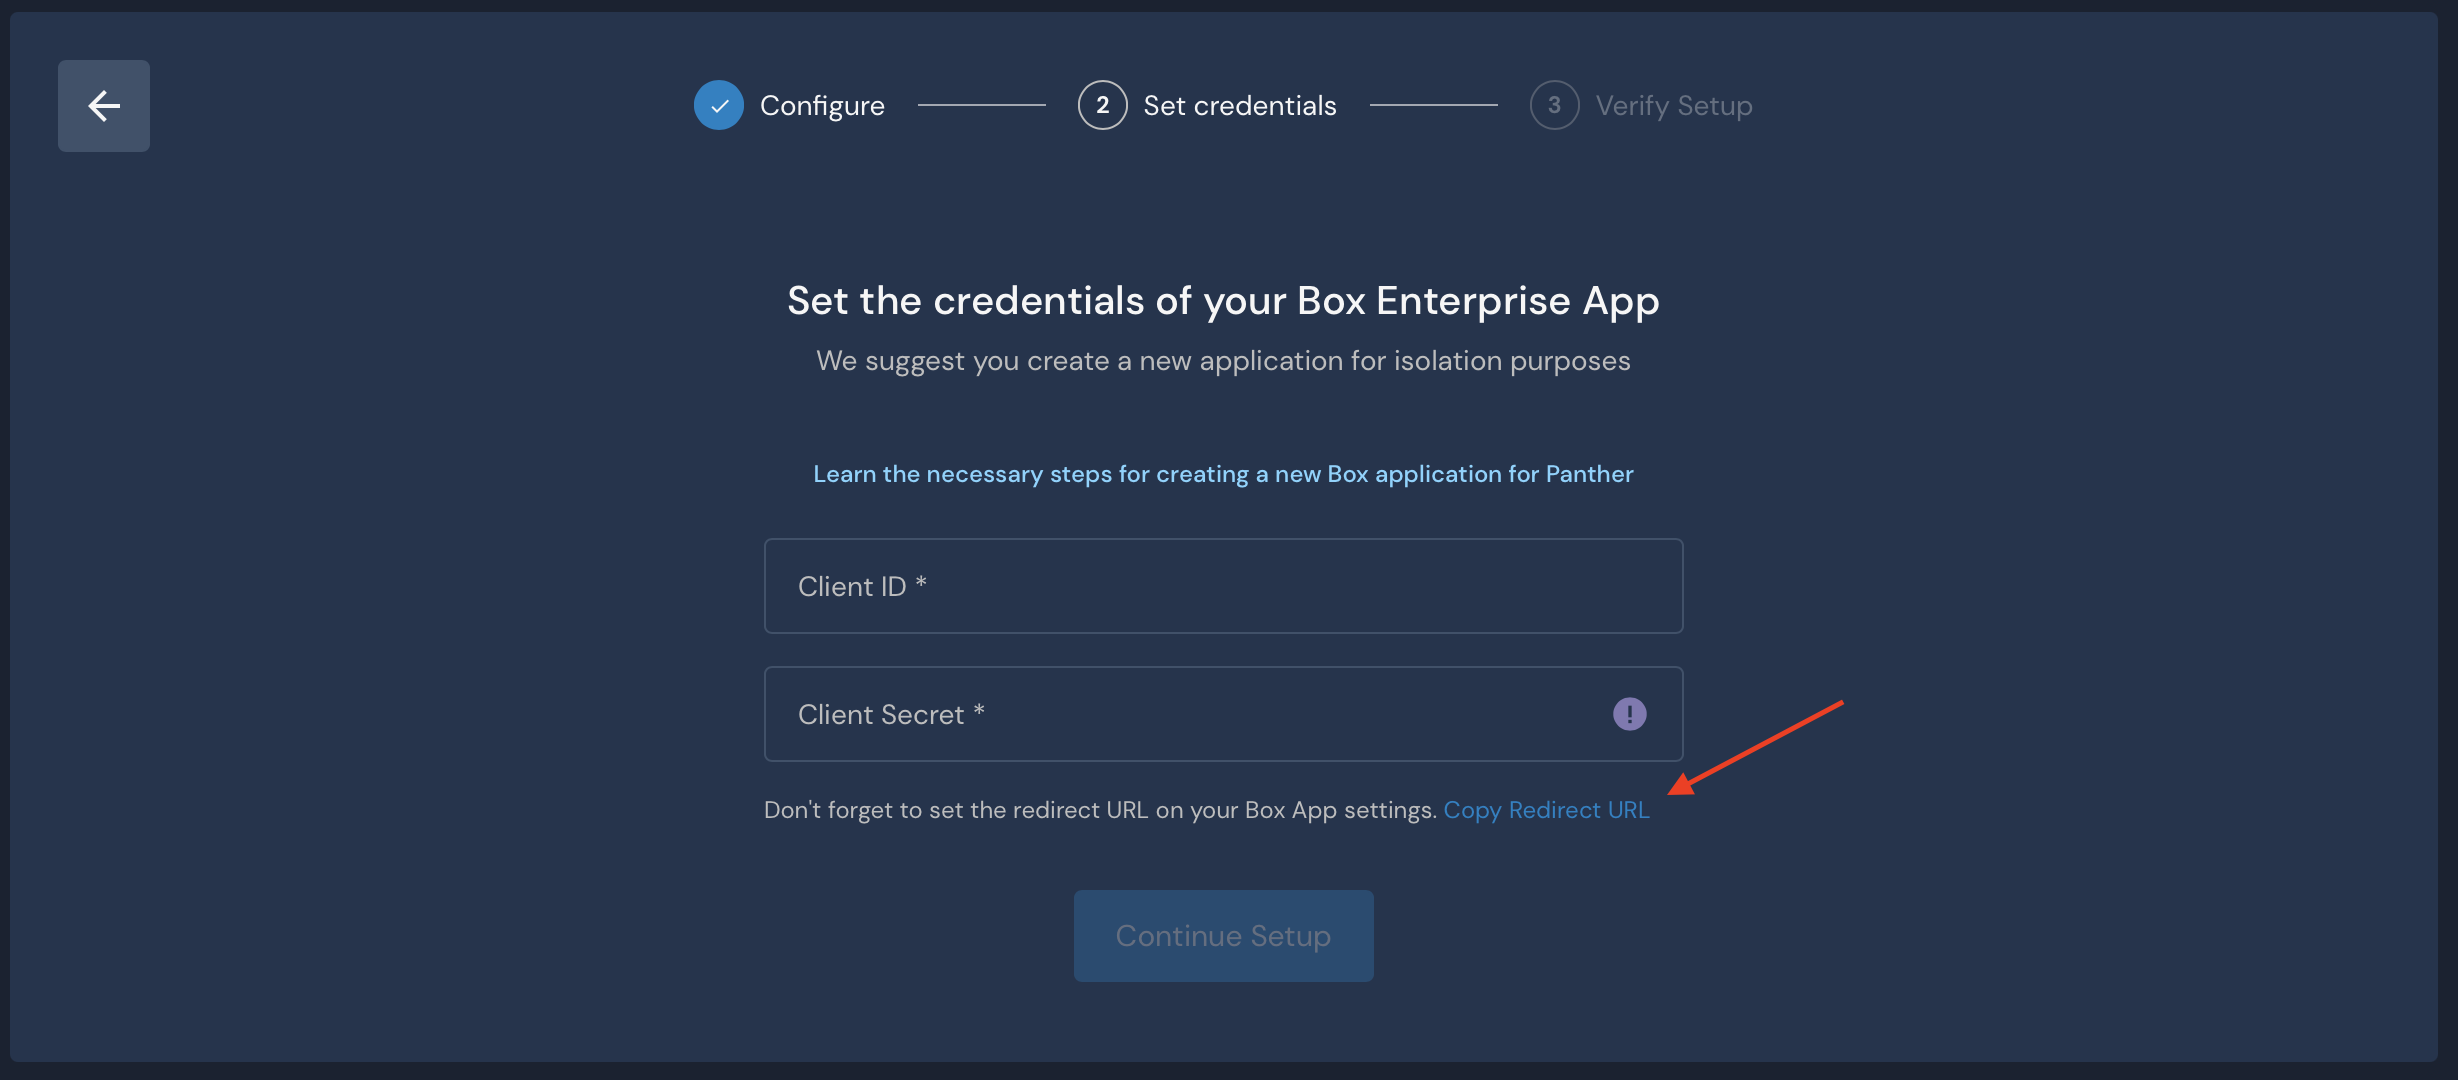 Configure
2 Set credentials
3 Verify Setup
Set the credentials of your Box Enterprise App
We suggest you create a new application for isolation purposes
Learn the necessary steps for creating a new Box application for Panther
Client ID *
Client Secret *
!
Don't forget to set the redirect URL on your Box App settings. Copy Redirect URL
Continue Setup